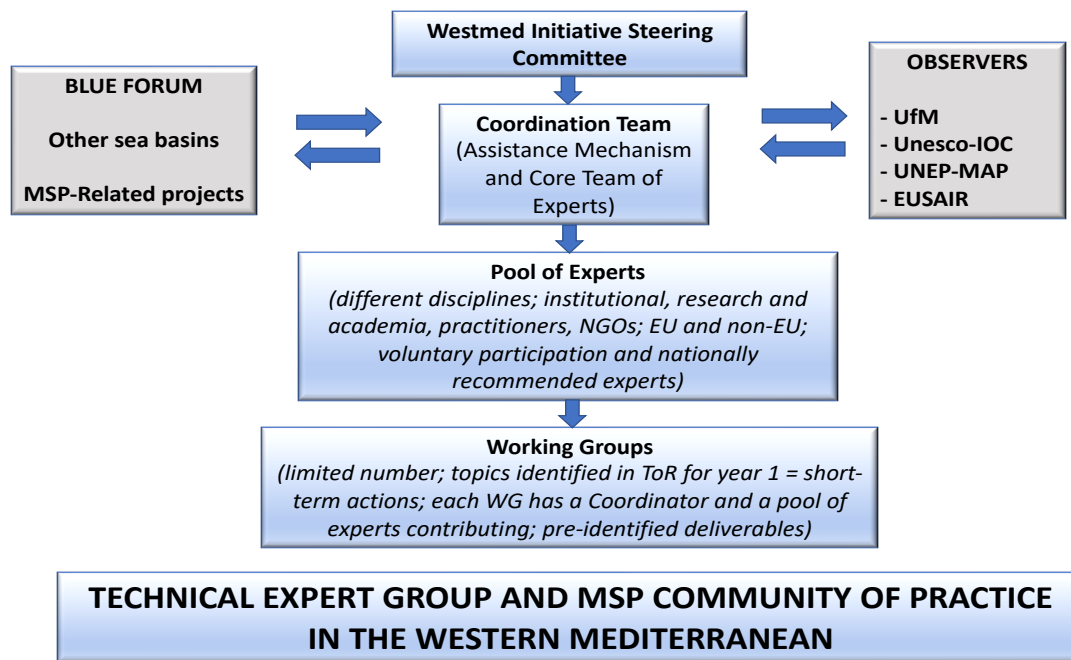 Westmed Initiative Steering
Committee
BLUE FORUM
Other sea basins
MSP-Related projects
Coordination Team
(Assistance Mechanism
and Core Team of
Experts)
OBSERVERS
- UfM
- Unesco-IOC
- UNEP-MAP
- EUSAIR
Pool of Experts
(different disciplines; institutional, research and
academia, practitioners, NGOs; EU and non-EU;
voluntary participation and nationally
recommended experts)
Working Groups
(limited number; topics identified in ToR for year 1 = short-
term actions; each WG has a Coordinator and a pool of
experts contributing; pre-identified deliverables)
TECHNICAL EXPERT GROUP AND MSP COMMUNITY OF PRACTICE
IN THE WESTERN MEDITERRANEAN